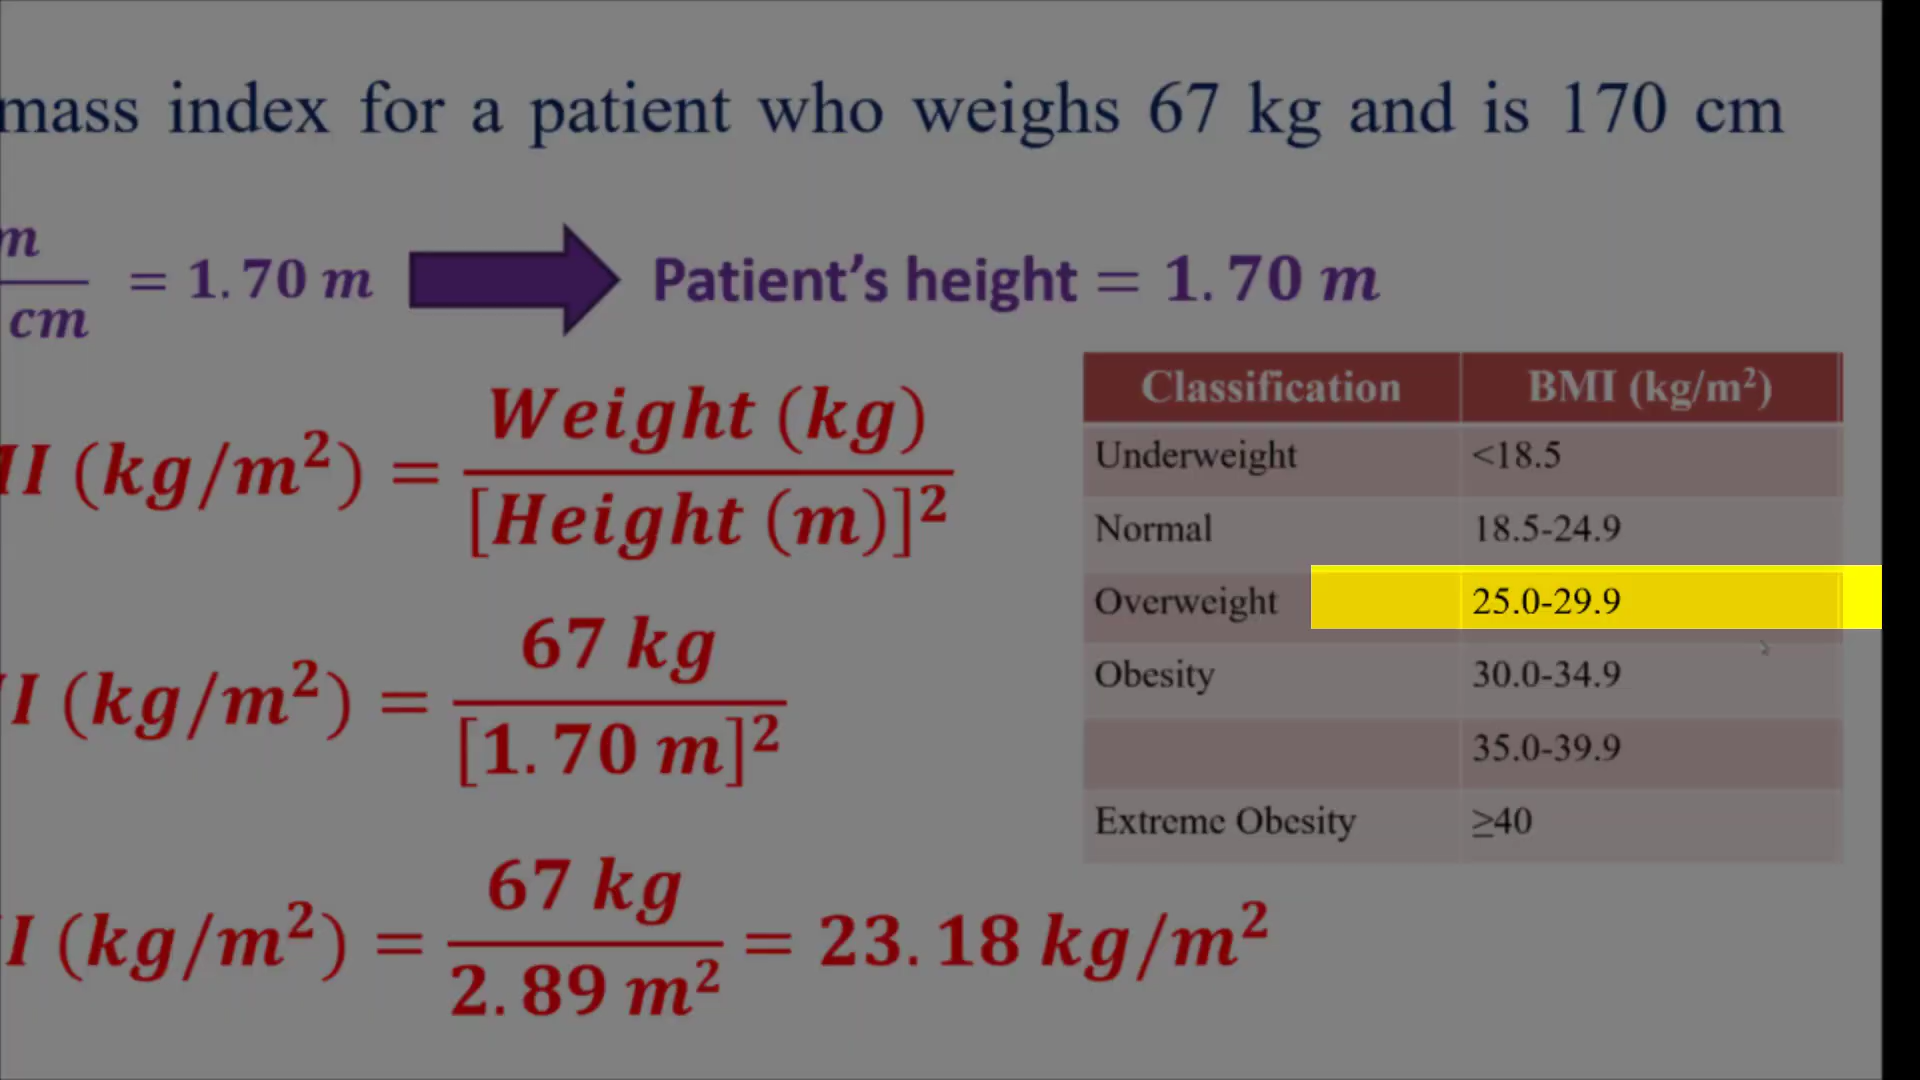 mass index for a patient who weighs 67 kg and is 170 cm
m
cm
= 1.70 m
Patient’s height = 1.70 m
I (kg/m²) = Weight (kg)
[Height (m)]²
I (kg/m²) = 67 kg
[1.70 m]²
I (kg/m²) = 67 kg
2.89 m²
= 23.18 kg/m²
Classification BMI (kg/m²)
Underweight <18.5
Normal 18.5-24.9
Overweight 25.0-29.9
Obesity 30.0-34.9
35.0-39.9
Extreme Obesity ≥40